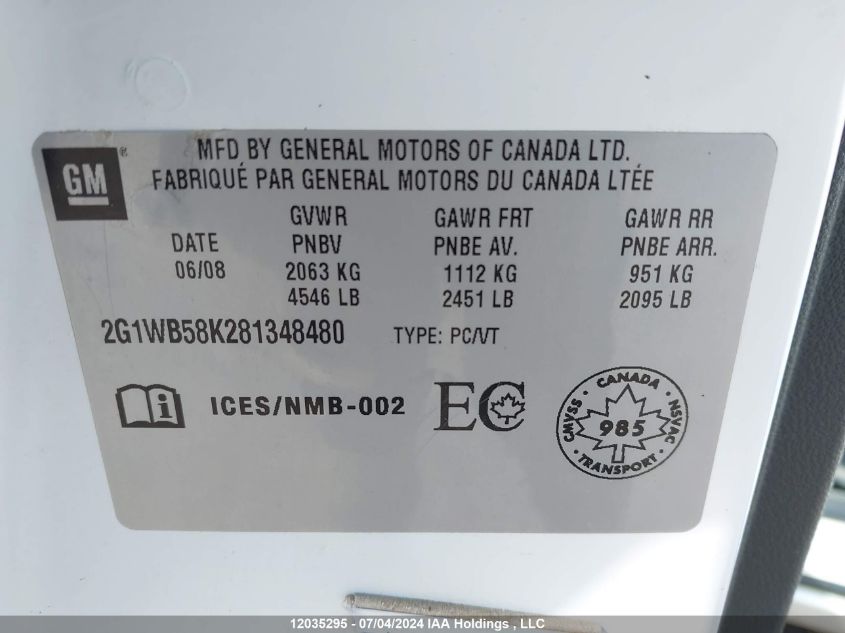 GM®
MFD BY GENERAL MOTORS OF CANADA LTD.
FABRIQUÉ PAR GENERAL MOTORS DU CANADA LTÉE
GVWR GAWR FRT GAWR RR
DATE PNBV PNBE AV. PNBE ARR.
06/08 2063 KG 1112 KG 951 KG
4546 LB 2451 LB 2095 LB
2G1WB58K281348480 TYPE: PC/VT
i ICES/NMB-002 EC
CANADA
CMVSS 985 NSVAC
TRANSPORT
12035295 - 07/04/2024 IAA Holdings , LLC